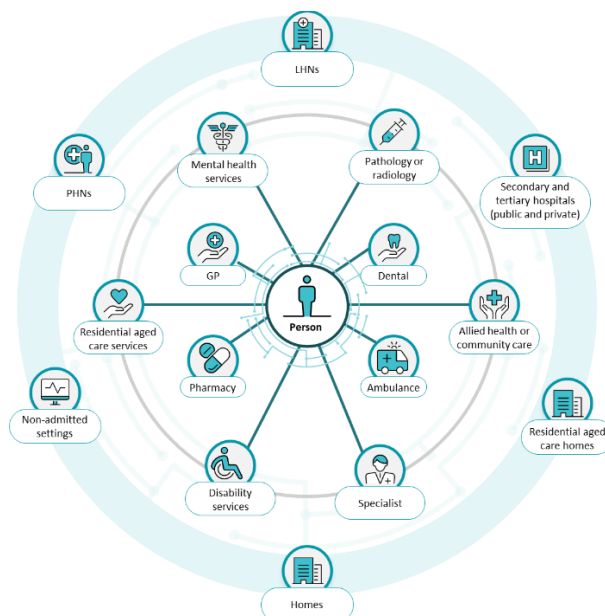 LHNs
Mental health
services
Pathology or
radiology
PHNs
H
Secondary and
tertiary hospitals
(public and private)
GP
Dental
Person
Residential aged
care services
Allied health or
community care
Pharmacy
Ambulance
Non-admitted
settings
Residential aged
care homes
Disability
services
Specialist
Homes